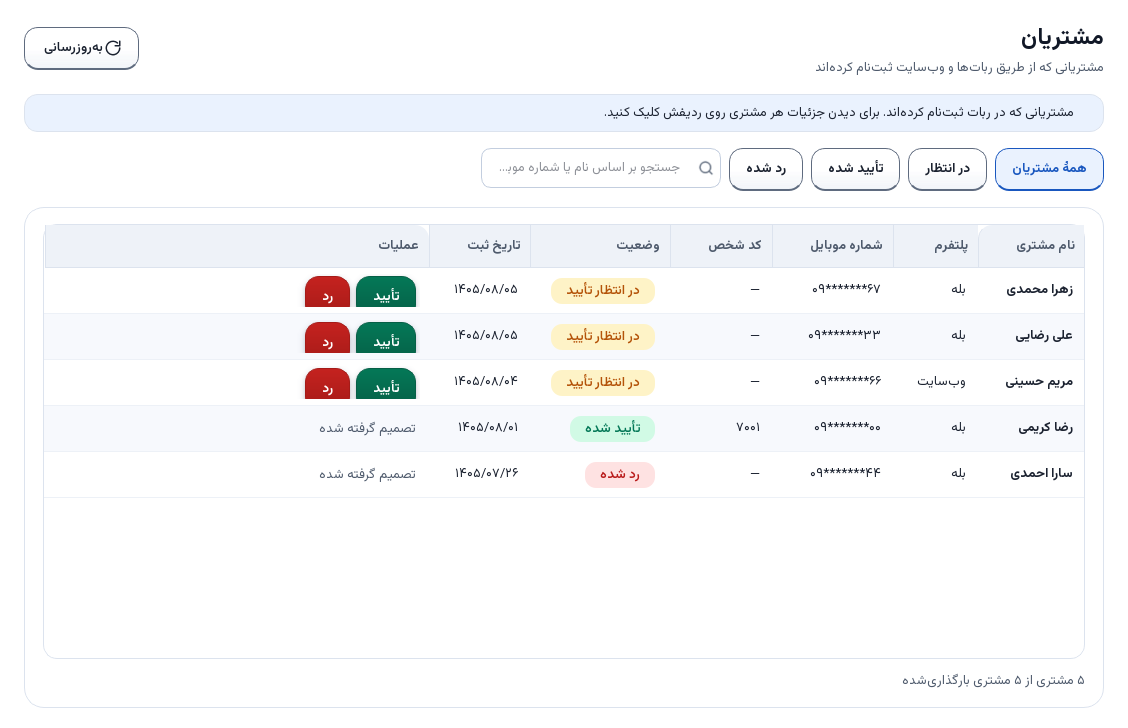 مشتریان
به‌روزرسانی
مشتریانی که از طریق ربات‌ها و وب‌سایت ثبت‌نام کرده‌اند
مشتریانی که در ربات ثبت‌نام کرده‌اند. برای دیدن جزئیات هر مشتری روی ردیفش کلیک کنید.
همهٔ مشتریان در انتظار تأیید شده رد شده جستجو بر اساس نام یا شماره موب...
نام مشتری پلتفرم شماره موبایل کد شخص وضعیت تاریخ ثبت عملیات
زهرا محمدی بله ۰۹*******۶۷ — در انتظار تأیید ۱۴۰۵/۰۸/۰۵ تأیید رد
علی رضایی بله ۰۹*******۳۳ — در انتظار تأیید ۱۴۰۵/۰۸/۰۵ تأیید رد
مریم حسینی وب‌سایت ۰۹*******۶۶ — در انتظار تأیید ۱۴۰۵/۰۸/۰۴ تأیید رد
رضا کریمی بله ۰۹*******۰۰ ۷۰۰۱ تأیید شده ۱۴۰۵/۰۸/۰۱ تصمیم گرفته شده
سارا احمدی بله ۰۹*******۴۴ — رد شده ۱۴۰۵/۰۷/۲۶ تصمیم گرفته شده
۵ مشتری از ۵ مشتری بارگذاری‌شده